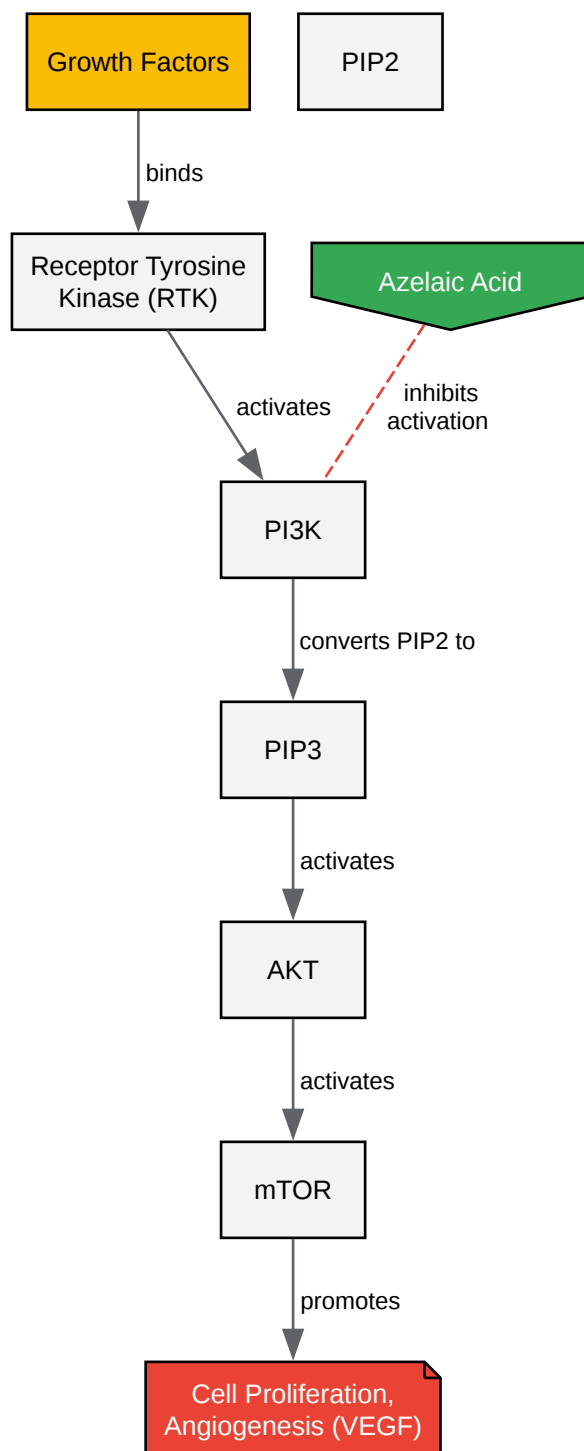 Growth Factors
PIP2
binds
Receptor Tyrosine
Kinase (RTK)
Azelaic Acid
activates
inhibits
activation
PI3K
converts PIP2 to
PIP3
activates
AKT
activates
mTOR
promotes
Cell Proliferation,
Angiogenesis (VEGF)